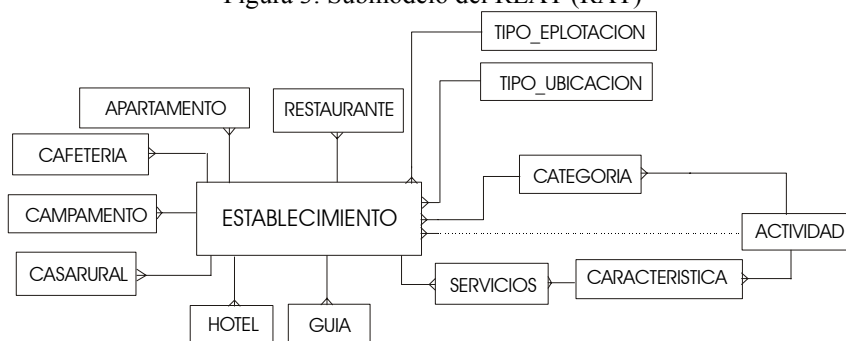 Figura 3. Submodelo del REAT (RAT)
TIPO_EPLOTACION
TIPO_UBICACION
APARTAMENTO
RESTAURANTE
CAFETERIA
CATEGORIA
CAMPAMENTO
ESTABLECIMIENTO
ACTIVIDAD
CASARURAL
SERVICIOS
CARACTERISTICA
HOTEL
GUIA